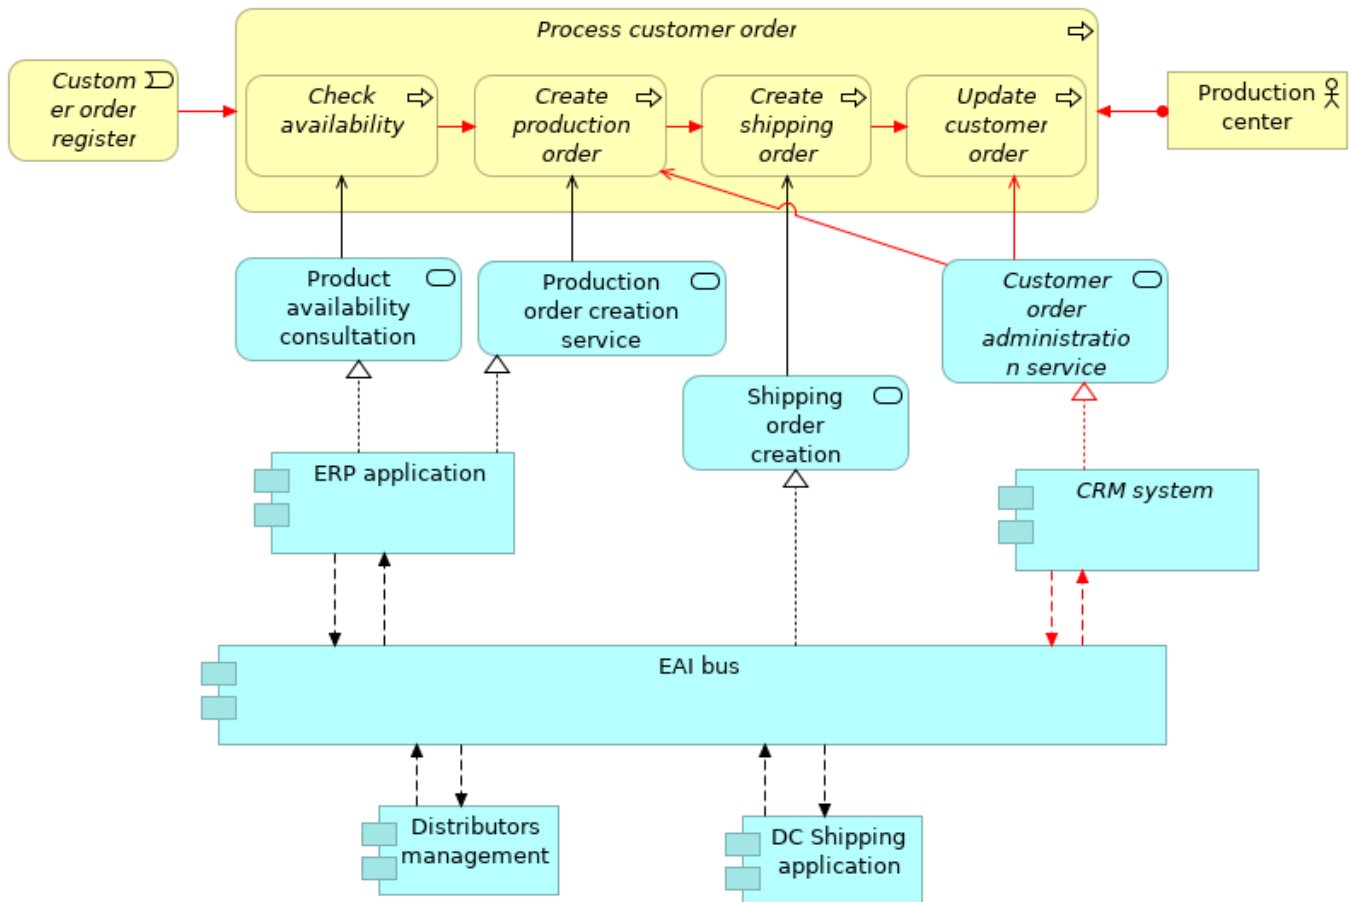 Process customer order
Custom
er order
register
Check
availability
Create
production
order
Create
shipping
order
Update
customer
order
Production
center
Product
availability
consultation
Production
order creation
service
Customer
order
administratio
n service
Shipping
order
creation
ERP application
CRM system
EAI bus
Distributors
management
DC Shipping
application